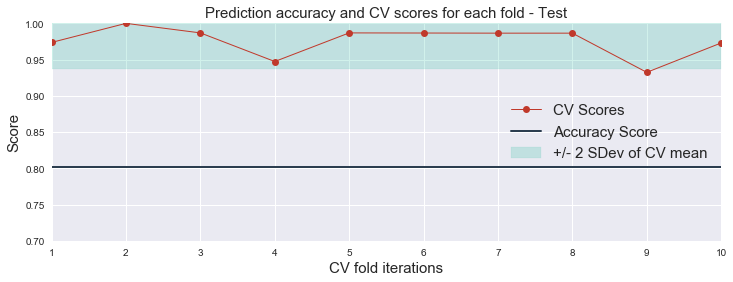 Prediction accuracy and CV scores for each fold - Test
1.00
0.95
0.90
0.85
0.80
0.75
0.70
Score
CV Scores
Accuracy Score
+/- 2 SDev of CV mean
1 2 3 4 5 6 7 8 9 10
CV fold iterations